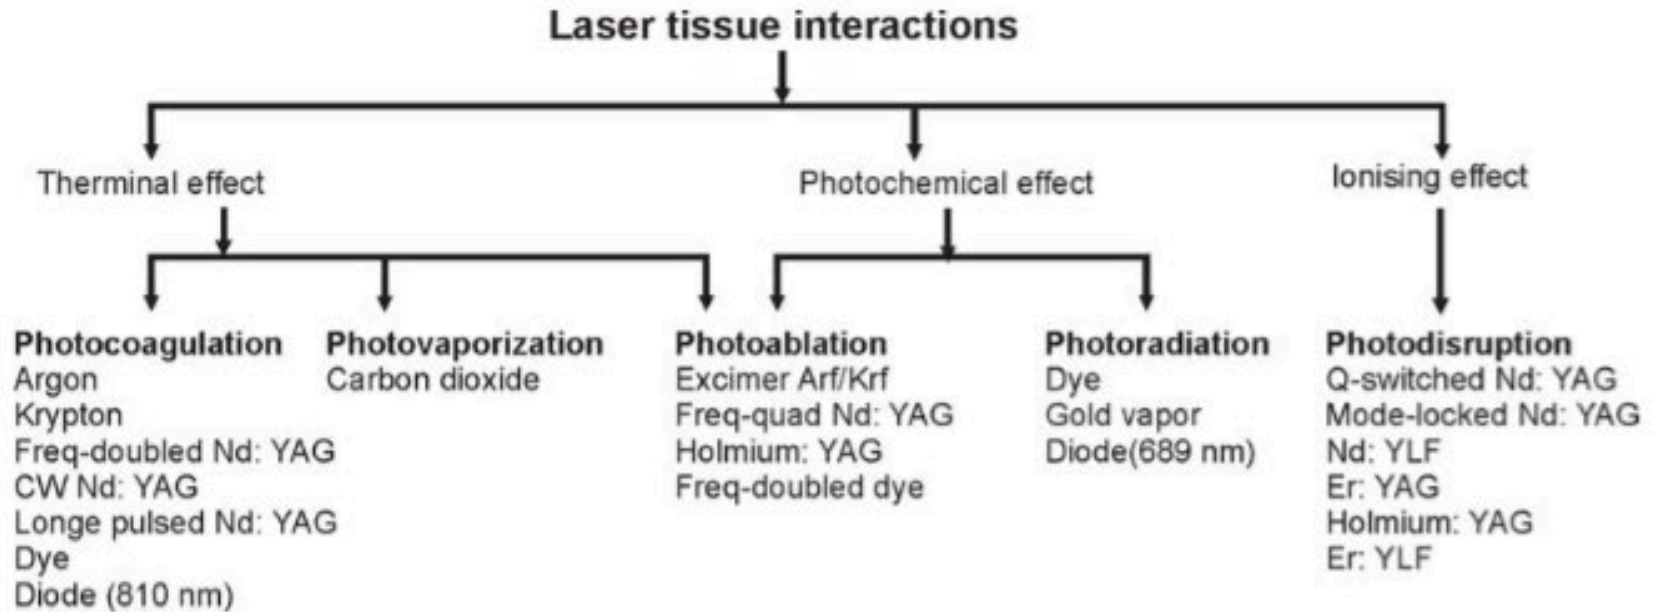 Laser tissue interactions
Therminal effect
Photochemical effect
Ionising effect
Photocoagulation
Argon
Krypton
Freq-doubled Nd: YAG
CW Nd: YAG
Longe pulsed Nd: YAG
Dye
Diode (810 nm)
Photovaporization
Carbon dioxide
Photoablation
Excimer Arf/Krf
Freq-quad Nd: YAG
Holmium: YAG
Freq-doubled dye
Photoradiation
Dye
Gold vapor
Diode(689 nm)
Photodisruption
Q-switched Nd: YAG
Mode-locked Nd: YAG
Nd: YLF
Er: YAG
Holmium: YAG
Er: YLF